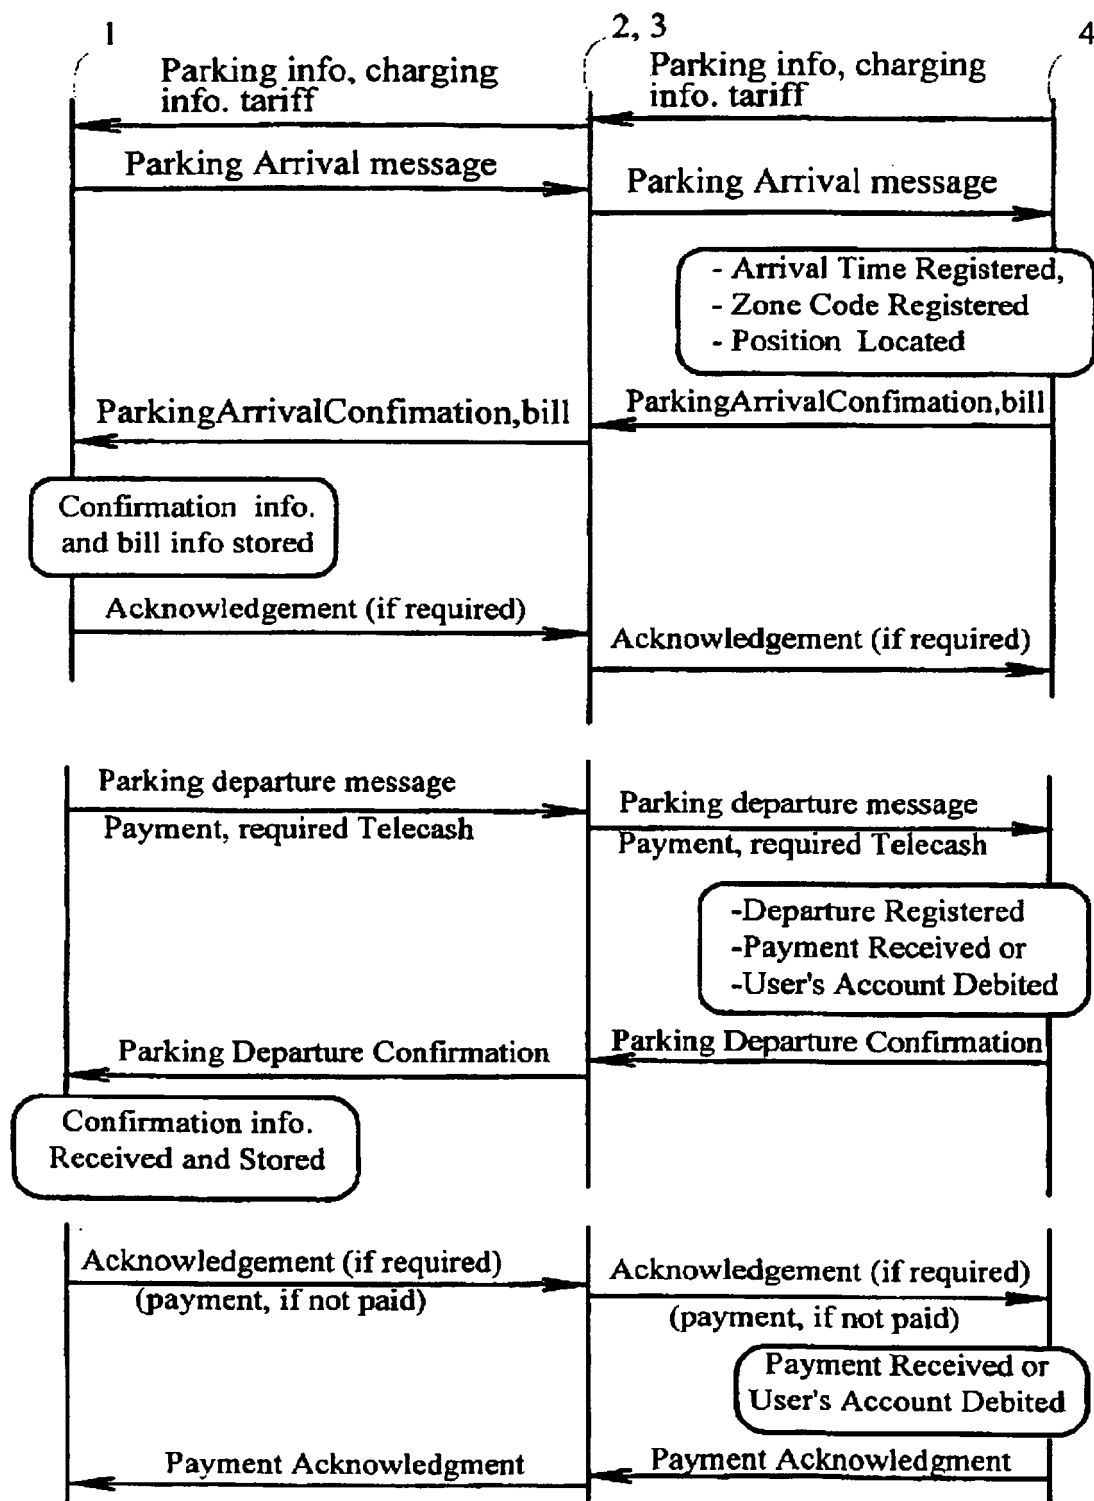 1
2, 3
4
Parking info, charging
info. tariff
Parking info, charging
info. tariff
Parking Arrival message
Parking Arrival message
- Arrival Time Registered,
- Zone Code Registered
- Position Located
ParkingArrivalConfimation,bill
ParkingArrivalConfimation,bill
Confirmation info.
and bill info stored
Acknowledgement (if required)
Acknowledgement (if required)
Parking departure message
Payment, required Telecash
Parking departure message
Payment, required Telecash
-Departure Registered
-Payment Received or
-User's Account Debited
Parking Departure Confirmation
Parking Departure Confirmation
Confirmation info.
Received and Stored
Acknowledgement (if required)
(payment, if not paid)
Acknowledgement (if required)
(payment, if not paid)
Payment Received or
User's Account Debited
Payment Acknowledgment
Payment Acknowledgment